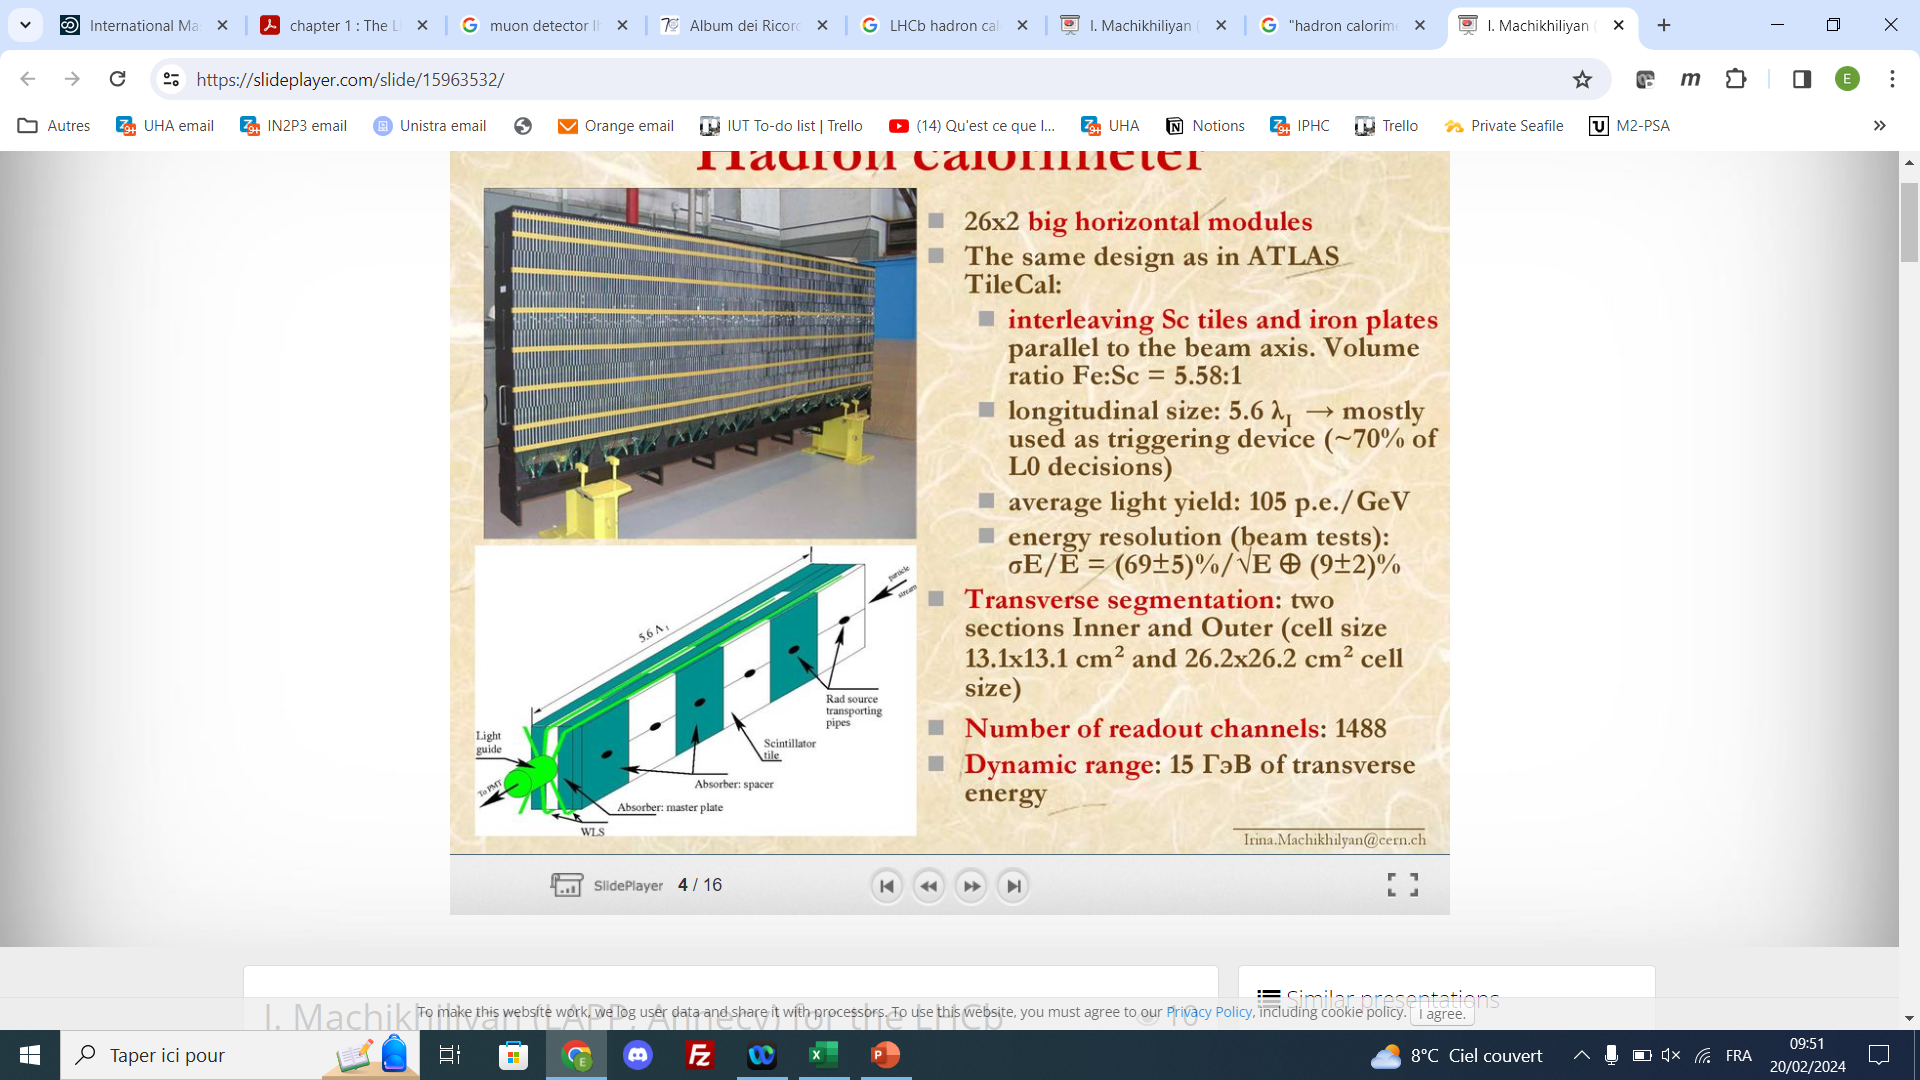 International Ma
chapter 1 : The L
muon detector lh
Album dei Ricord
LHCb hadron cal
I. Machikhiliyan (
"hadron calorime
I. Machikhiliyan (
https://slideplayer.com/slide/15963532/
E
Autres
UHA email
IN2P3 email
Unistra email
Orange email
IUT To-do list | Trello
(14) Qu'est ce que l...
UHA
Notions
IPHC
Trello
Private Seafile
M2-PSA
Hadron calorimeter
26x2 big horizontal modules
The same design as in ATLAS
TileCal:
interleaving Sc tiles and iron plates
parallel to the beam axis. Volume
ratio Fe:Sc = 5.58:1
longitudinal size: 5.6 λI → mostly
used as triggering device (~70% of
L0 decisions)
average light yield: 105 p.e./GeV
energy resolution (beam tests):
σE/E = (69±5)%/√E ⊕ (9±2)%
Transverse segmentation: two
sections Inner and Outer (cell size
13.1x13.1 cm² and 26.2x26.2 cm² cell
size)
Number of readout channels: 1488
Dynamic range: 15 ГэВ of transverse
energy
Irina.Machikhilyan@cern.ch
particle
stream
5.6 Λ I
Rad source
transporting
pipes
Light
guide
Scintillator
tile
To PMT
Absorber: spacer
Absorber: master plate
WLS
SlidePlayer 4 / 16
I. Machikhiliyan (LAPP, Annecy) for the LHCb
10
Similar presentations
To make this website work, we log user data and share it with processors. To use this website, you must agree to our Privacy Policy, including cookie policy.
I agree.
Taper ici pour
8°C Ciel couvert
FRA
09:51
20/02/2024